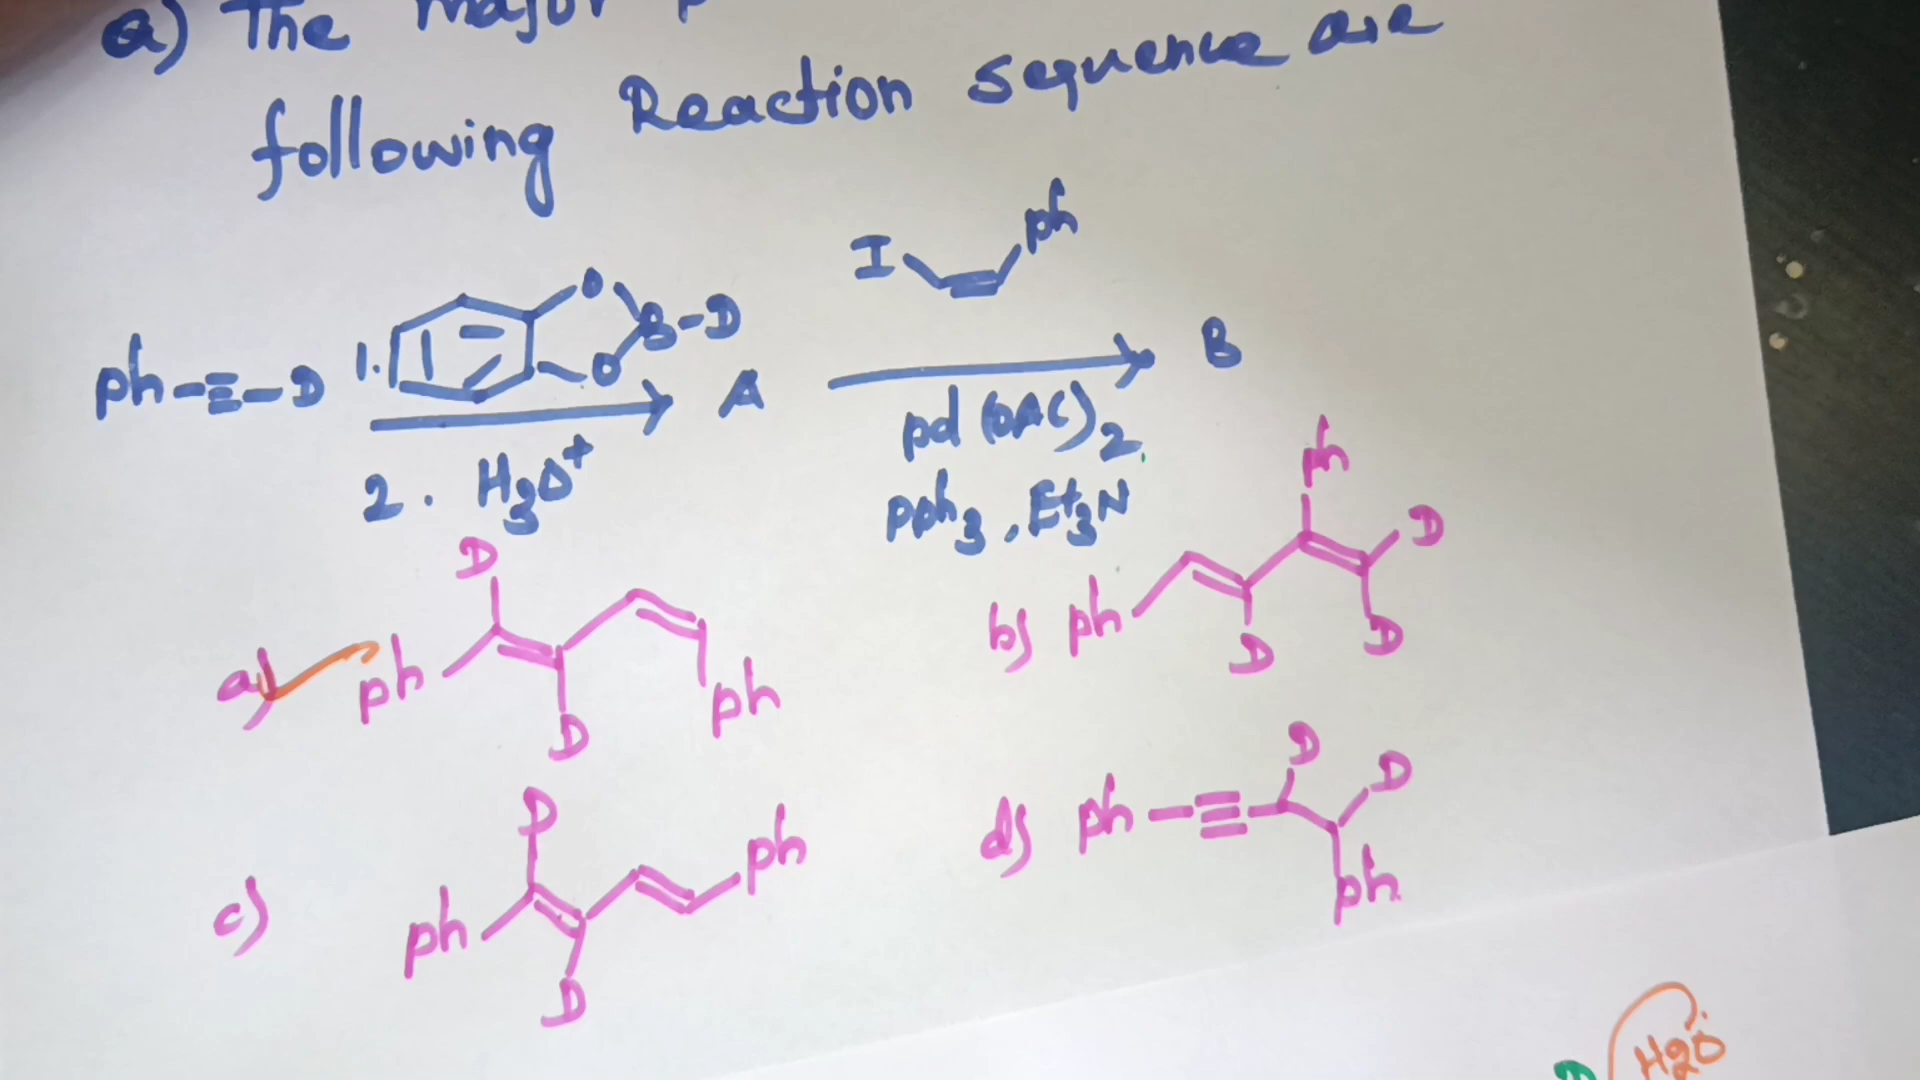 Q) The major
following Reaction sequence are
I ph
O
B-D
O
ph-≡-D 1. A B
2. H3O+
pd (OAC)2
pph3, Et3N
a) ph D D ph
b) ph D ph D D
c) ph D D ph
d) ph-≡ D D ph
H2O